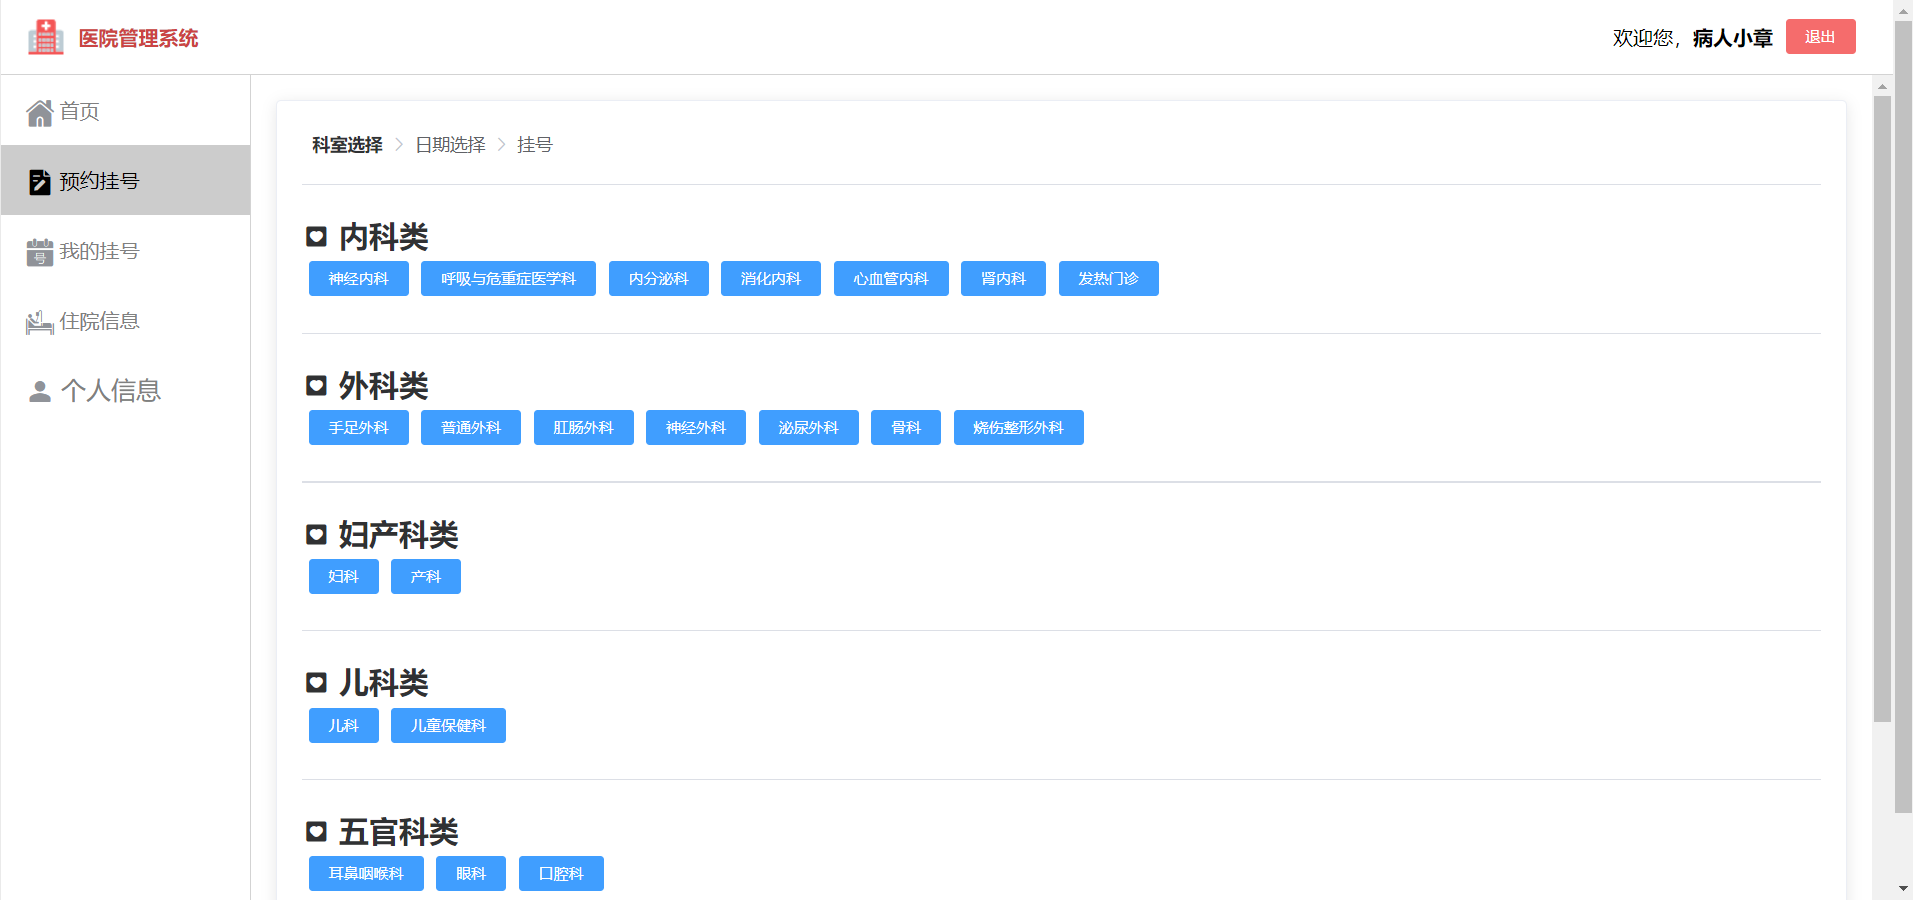 医院管理系统
欢迎您，病人小章 退出
首页
预约挂号
我的挂号
住院信息
个人信息
科室选择 > 日期选择 > 挂号
内科类
神经内科 呼吸与危重症医学科 内分泌科 消化内科 心血管内科 肾内科 发热门诊
外科类
手足外科 普通外科 肛肠外科 神经外科 泌尿外科 骨科 烧伤整形外科
妇产科类
妇科 产科
儿科类
儿科 儿童保健科
五官科类
耳鼻咽喉科 眼科 口腔科